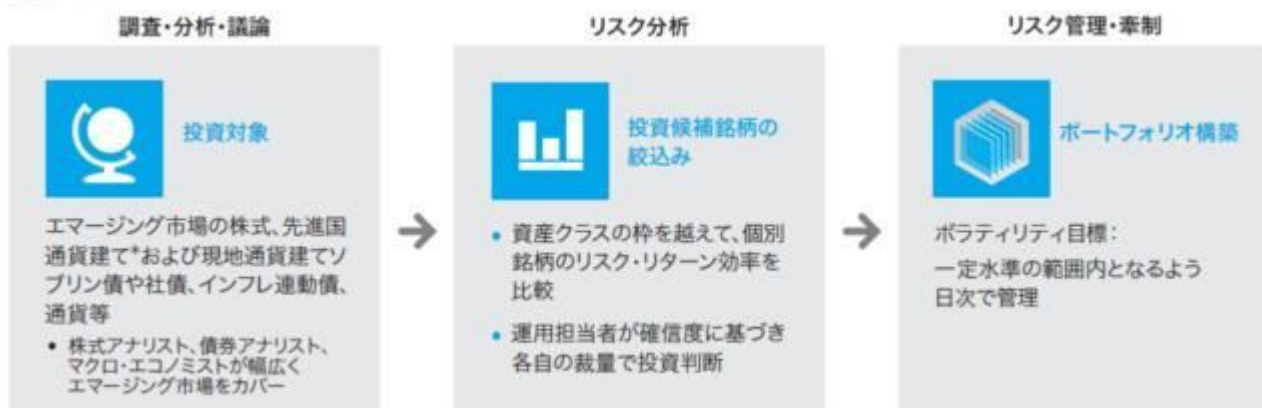 調査・分析・議論
投資対象
エマージング市場の株式、先進国
通貨建て*および現地通貨建てソ
ブリン債や社債、インフレ連動債、
通貨等
• 株式アナリスト、債券アナリスト、
マクロ・エコノミストが幅広く
エマージング市場をカバー
リスク分析
投資候補銘柄の
絞込み
• 資産クラスの枠を越えて、個別
銘柄のリスク・リターン効率を
比較
• 運用担当者が確信度に基づき
各自の裁量で投資判断
リスク管理・牽制
ポートフォリオ構築
ボラティリティ目標：
一定水準の範囲内となるよう
日次で管理